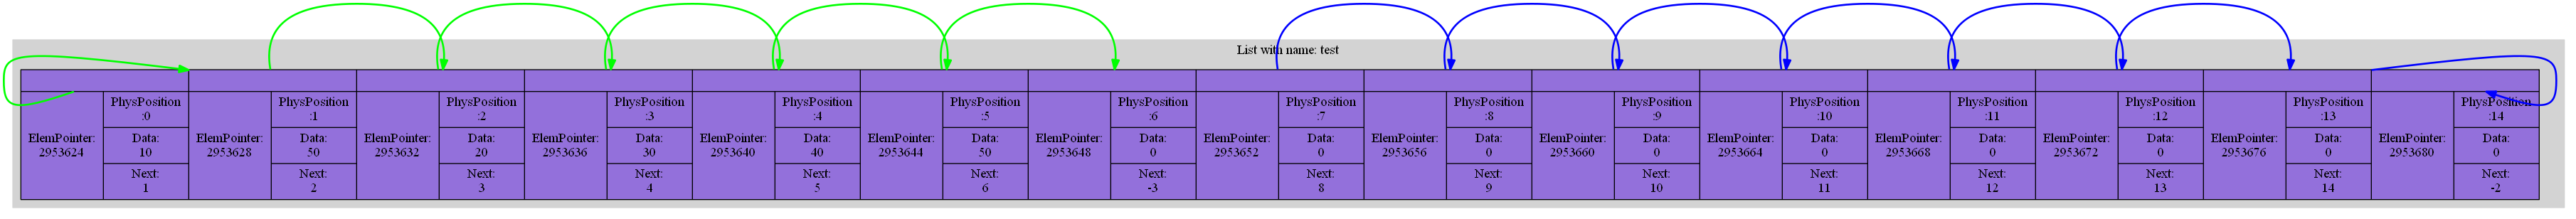 List with name: test
ElemPointer:
2953624
PhysPosition
:0
Data:
10
Next:
1
ElemPointer:
2953628
PhysPosition
:1
Data:
50
Next:
2
ElemPointer:
2953632
PhysPosition
:2
Data:
20
Next:
3
ElemPointer:
2953636
PhysPosition
:3
Data:
30
Next:
4
ElemPointer:
2953640
PhysPosition
:4
Data:
40
Next:
5
ElemPointer:
2953644
PhysPosition
:5
Data:
50
Next:
6
ElemPointer:
2953648
PhysPosition
:6
Data:
0
Next:
-3
ElemPointer:
2953652
PhysPosition
:7
Data:
0
Next:
8
ElemPointer:
2953656
PhysPosition
:8
Data:
0
Next:
9
ElemPointer:
2953660
PhysPosition
:9
Data:
0
Next:
10
ElemPointer:
2953664
PhysPosition
:10
Data:
0
Next:
11
ElemPointer:
2953668
PhysPosition
:11
Data:
0
Next:
12
ElemPointer:
2953672
PhysPosition
:12
Data:
0
Next:
13
ElemPointer:
2953676
PhysPosition
:13
Data:
0
Next:
14
ElemPointer:
2953680
PhysPosition
:14
Data:
0
Next:
-2